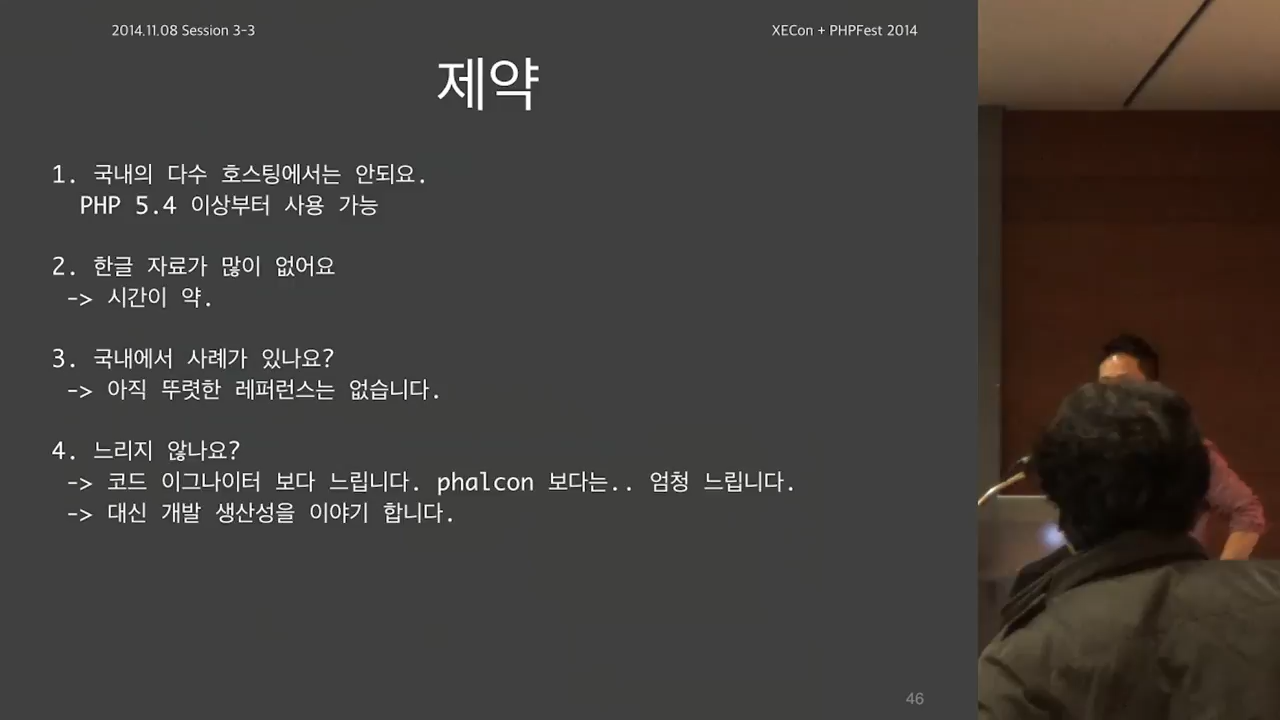 2014.11.08 Session 3-3
XECon + PHPFest 2014
제약
1. 국내의 다수 호스팅에서는 안되요.
PHP 5.4 이상부터 사용 가능
2. 한글 자료가 많이 없어요
-> 시간이 약.
3. 국내에서 사례가 있나요?
-> 아직 뚜렷한 레퍼런스는 없습니다.
4. 느리지 않나요?
-> 코드 이그나이터 보다 느립니다. phalcon 보다는.. 엄청 느립니다.
-> 대신 개발 생산성을 이야기 합니다.
46